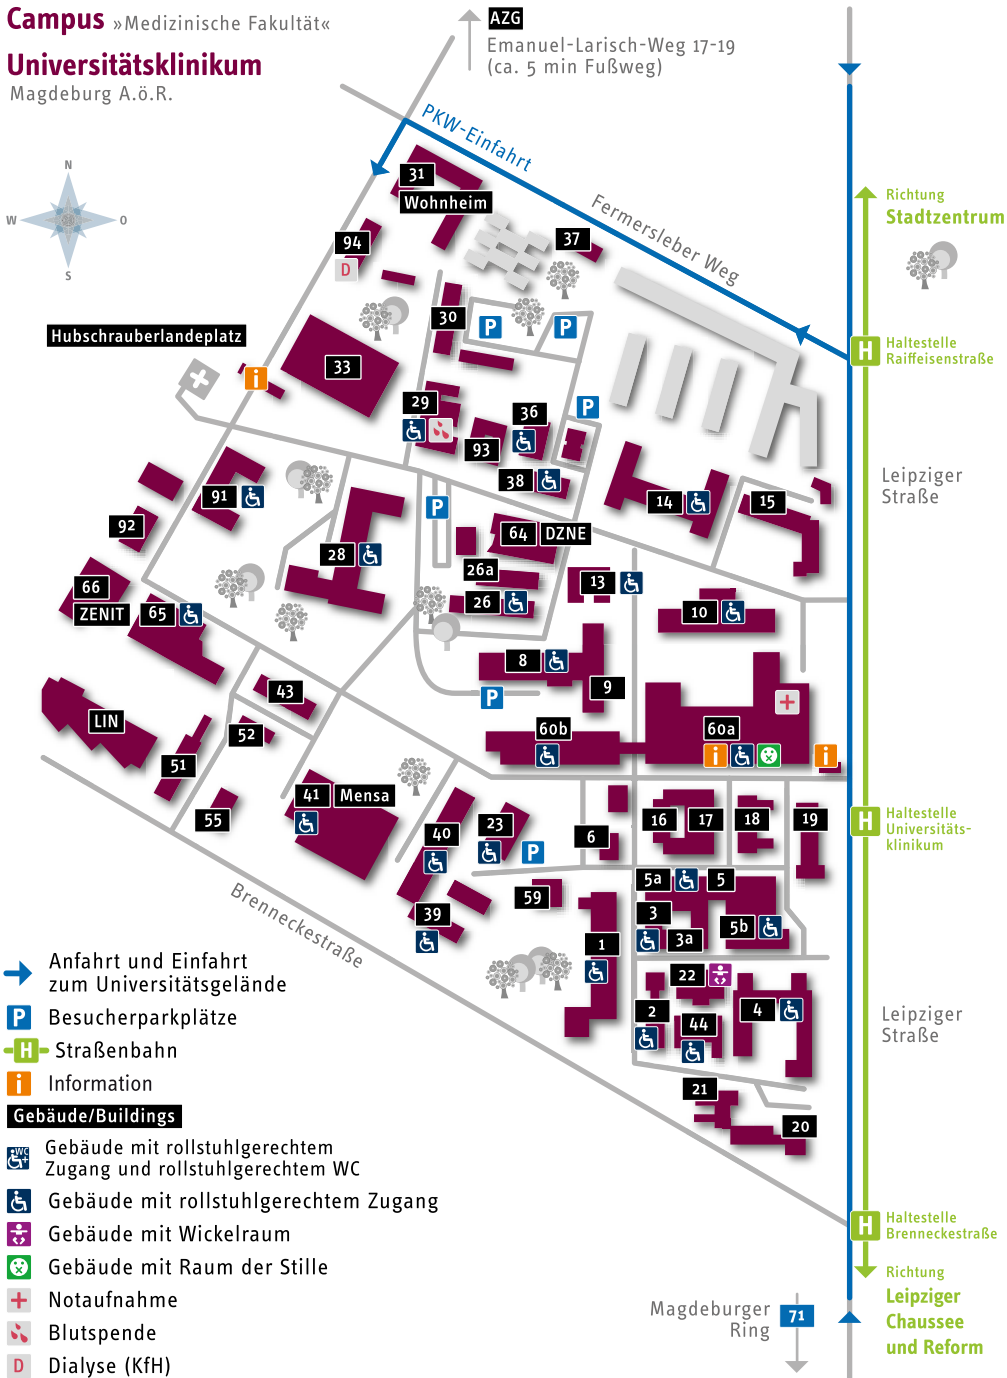 Campus »Medizinische Fakultät«
Universitätsklinikum
Magdeburg A.ö.R.
AZG
Emanuel-Larisch-Weg 17-19
(ca. 5 min Fußweg)
N
W
O
S
PKW-Einfahrt
Fermersleber Weg
31
Wohnheim
94
D
37
30
P
P
Richtung
Stadtzentrum
Hubschrauberlandeplatz
i
33
H
Haltestelle
Raiffeisenstraße
29
36
P
93
38
91
92
P
14
15
Leipziger
Straße
28
64
DZNE
26a
26
13
66
ZENIT
65
10
8
9
P
43
LIN
52
51
60b
60a
i
i
55
41
Mensa
40
23
P
6
16
17
18
19
H
Haltestelle
Universitäts-
klinikum
39
59
5a
5
3
3a
5b
1
Brenneckestraße
22
2
44
4
Leipziger
Straße
21
20
Anfahrt und Einfahrt
zum Universitätsgelände
P
Besucherparkplätze
H
Straßenbahn
i
Information
Gebäude/Buildings
WC
+
Gebäude mit rollstuhlgerechtem
Zugang und rollstuhlgerechtem WC
Gebäude mit rollstuhlgerechtem Zugang
Gebäude mit Wickelraum
Gebäude mit Raum der Stille
Notaufnahme
Blutspende
D
Dialyse (KfH)
H
Haltestelle
Brenneckestraße
Richtung
Leipziger
Chaussee
und Reform
Magdeburger
Ring
71